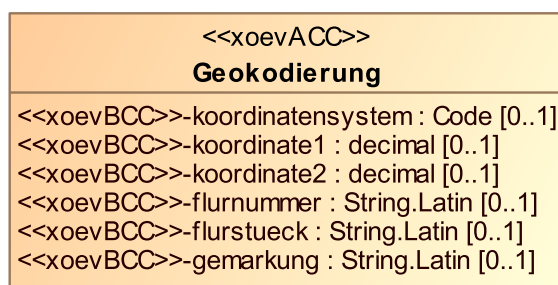 <<xoevACC>>
Geokodierung
<<xoevBCC>>-koordinatensystem : Code [0..1]
<<xoevBCC>>-koordinate1 : decimal [0..1]
<<xoevBCC>>-koordinate2 : decimal [0..1]
<<xoevBCC>>-flurnummer : String.Latin [0..1]
<<xoevBCC>>-flurstueck : String.Latin [0..1]
<<xoevBCC>>-gemarkung : String.Latin [0..1]